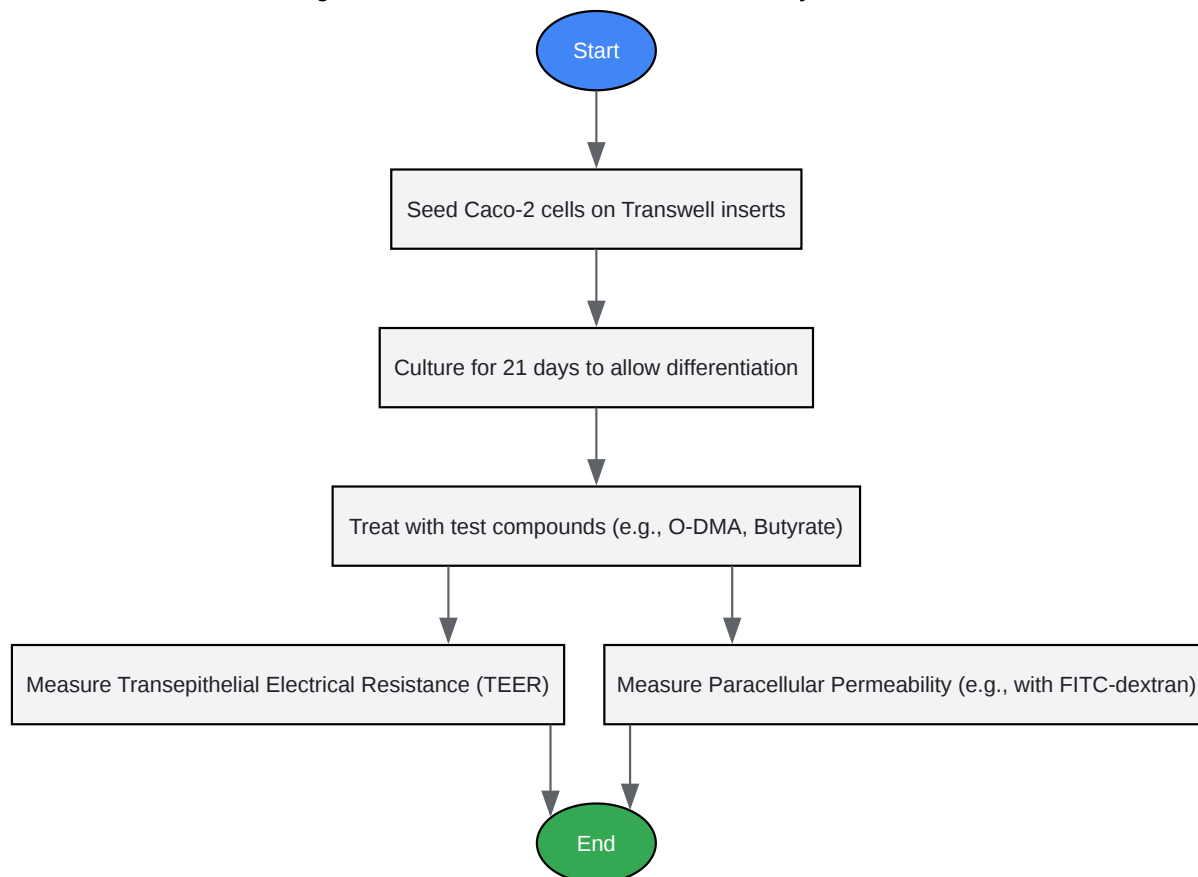 Start
Seed Caco-2 cells on Transwell inserts
Culture for 21 days to allow differentiation
Treat with test compounds (e.g., O-DMA, Butyrate)
Measure Transepithelial Electrical Resistance (TEER)
Measure Paracellular Permeability (e.g., with FITC-dextran)
End